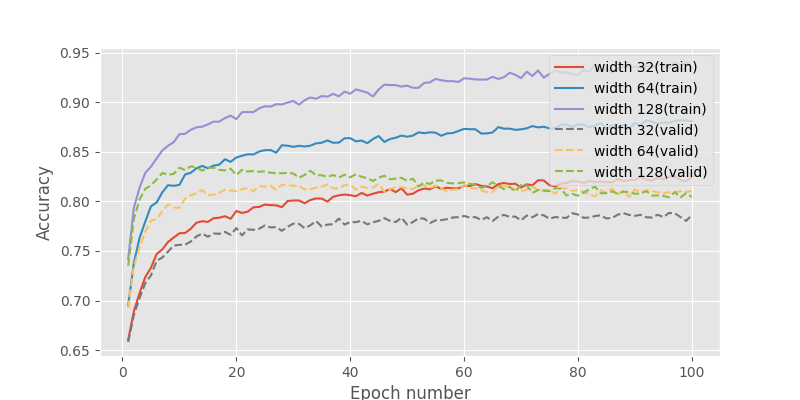 0.95
0.90
0.85
0.80
0.75
0.70
0.65
Accuracy
width 32(train)
width 64(train)
width 128(train)
width 32(valid)
width 64(valid)
width 128(valid)
0 20 40 60 80 100
Epoch number